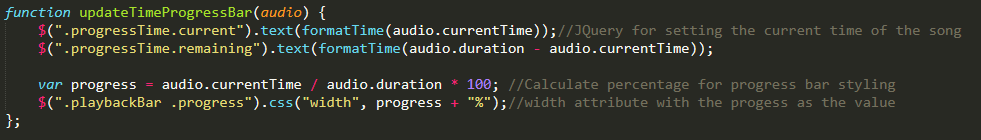 function updateTimeProgressBar(audio) {
    $(".progressTime.current").text(formatTime(audio.currentTime));//JQuery for setting the current time of the song
    $(".progressTime.remaining").text(formatTime(audio.duration - audio.currentTime));

    var progress = audio.currentTime / audio.duration * 100; //Calculate percentage for progress bar styling
    $(".playbackBar .progress").css("width", progress + "%");//width attribute with the progess as the value
};